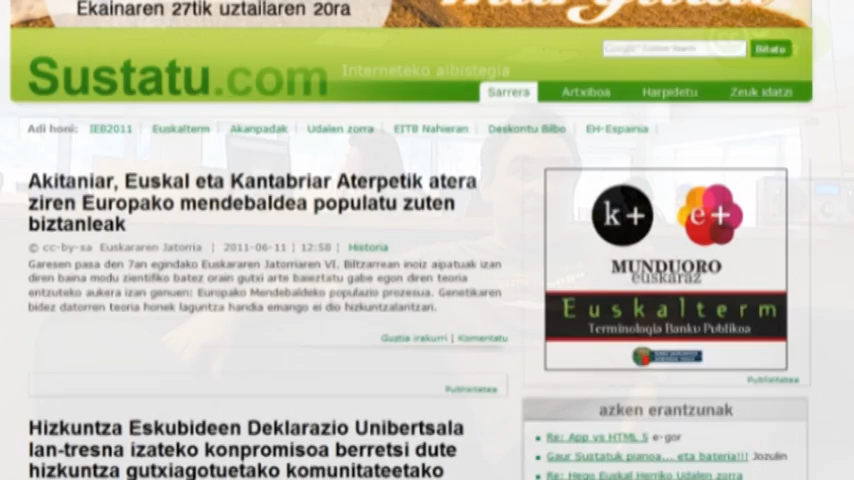 Ekainaren 27tik uztailaren 20ra
Sustatu.com
Interneteko albistegia
Bilatu
Sarrera Artxiboa Harpidetu Zeuk idatzi
Adi honi: IEB2011 Euskalterm Akanpadak Udalen zorra EITB Nahieran Deskontu Bilbo EH-Espainia
Akitaniar, Euskal eta Kantabriar Aterpetik atera
ziren Europako mendebaldea populatu zuten
biztanleak
© cc-by-sa Euskararen Jatorria | 2011-06-11 | 12:58 | Historia
Garesen pasa den 7an egindako Euskararen Jatorriaren VI. Biltzarrean inoiz aipatuak izan
diren baina modu zientifiko batez orain gutxi arte baieztatu gabe egon diren teoria
entzuteko aukera izan genuen: Europako Mendebaldeko populazio prozesua. Genetikaren
bidez datorren teoria honek laguntza handia emango ei dio hizkuntzalaritzari.
Guztia irakurri | Komentatu
Publizitatea
Hizkuntza Eskubideen Deklarazio Unibertsala
lan-tresna izateko konpromisoa berretsi dute
hizkuntza gutxiagotuetako komunitateetako
k+ e+
MUNDUORO
euskaraz
Euskalterm
Terminologia Banku Publikoa
Publizitatea
azken erantzunak
Re: App vs HTML 5 e-gor
Gaur Sustatuk pianoa... eta bateria!!! Jozulin
Re: Hego Euskal Herriko Udalen zorra